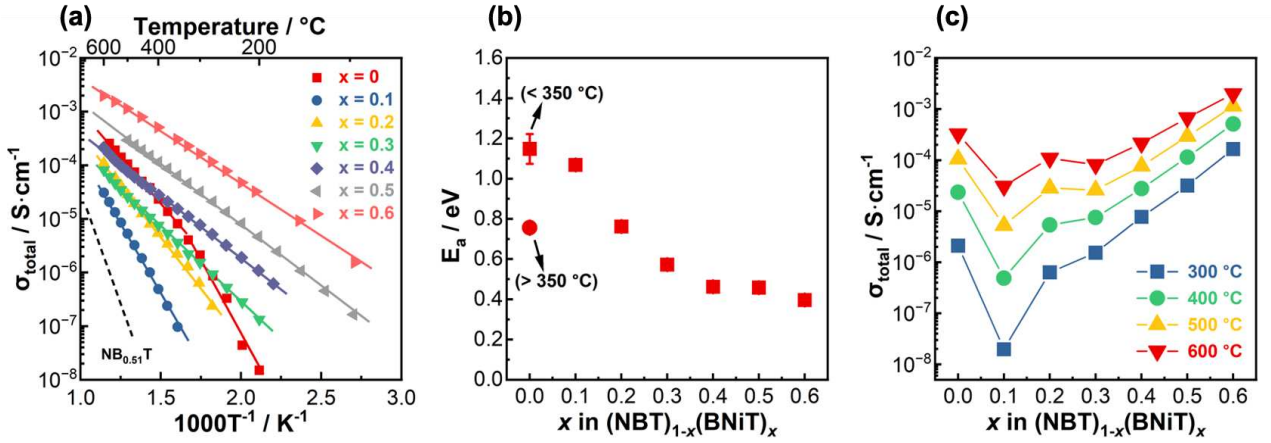 (a)
Temperature / °C
600 400 200
10⁻²
10⁻³
10⁻⁴
10⁻⁵
10⁻⁶
10⁻⁷
10⁻⁸
σtotal / S·cm⁻¹
x = 0
x = 0.1
x = 0.2
x = 0.3
x = 0.4
x = 0.5
x = 0.6
NB₀.₅₁T
1.0 1.5 2.0 2.5 3.0
1000T⁻¹ / K⁻¹
(b)
1.6
1.4
1.2
1.0
0.8
0.6
0.4
0.2
0.0
Eₐ / eV
(< 350 °C)
(> 350 °C)
0.0 0.1 0.2 0.3 0.4 0.5 0.6
x in (NBT)₁₋ₓ(BNiT)ₓ
(c)
10⁻²
10⁻³
10⁻⁴
10⁻⁵
10⁻⁶
10⁻⁷
10⁻⁸
σtotal / S·cm⁻¹
300 °C
400 °C
500 °C
600 °C
0.0 0.1 0.2 0.3 0.4 0.5 0.6
x in (NBT)₁₋ₓ(BNiT)ₓ